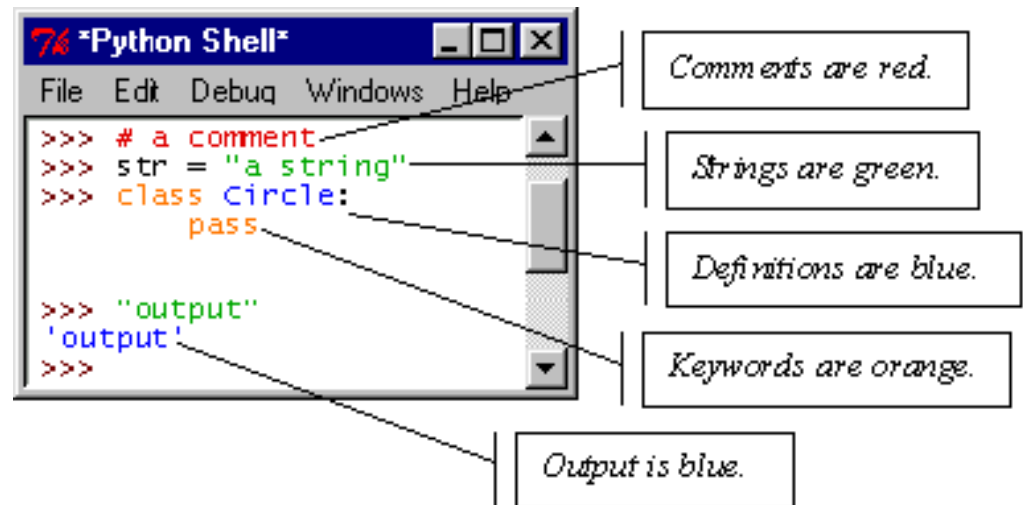 *Python Shell*
File Edit Debug Windows Help
>>> # a comment
>>> str = "a string"
>>> class Circle:
        pass
>>> "output"
'output'
>>>
Comments are red.
Strings are green.
Definitions are blue.
Keywords are orange.
Output is blue.